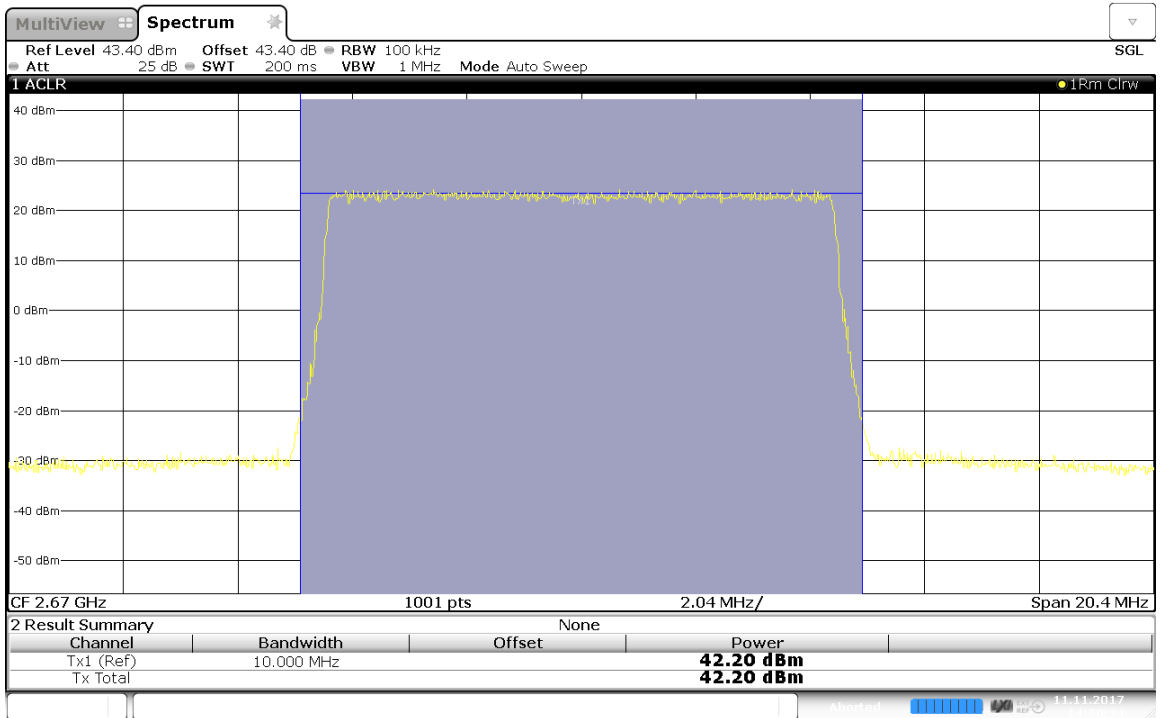 MultiView Spectrum
Ref Level 43.40 dBm Offset 43.40 dB RBW 100 kHz SGL
Att 25 dB SWT 200 ms VBW 1 MHz Mode Auto Sweep
1 ACLR 1Rm Clrw
40 dBm
30 dBm
20 dBm
10 dBm
0 dBm
-10 dBm
-20 dBm
-30 dBm
-40 dBm
-50 dBm
CF 2.67 GHz 1001 pts 2.04 MHz/ Span 20.4 MHz
2 Result Summary None
Channel Bandwidth Offset Power
Tx1 (Ref) 10.000 MHz 42.20 dBm
Tx Total 42.20 dBm
Aborted LXI EXT REF 11.11.2017